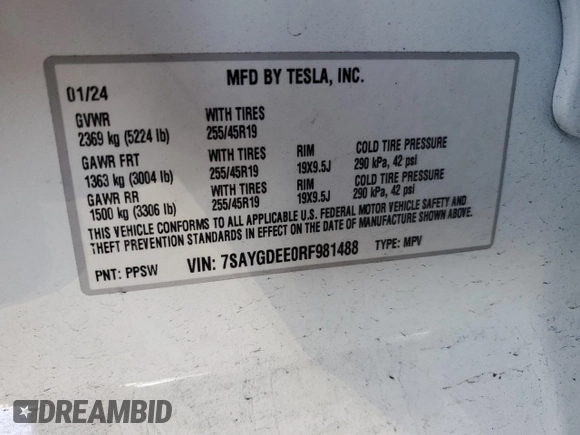 MFD BY TESLA, INC.
01/24
GVWR WITH TIRES
2369 kg (5224 lb) 255/45R19
GAWR FRT WITH TIRES RIM COLD TIRE PRESSURE
1363 kg (3004 lb) 255/45R19 19X9.5J 290 kPa, 42 psi
GAWR RR WITH TIRES RIM COLD TIRE PRESSURE
1500 kg (3306 lb) 255/45R19 19X9.5J 290 kPa, 42 psi
THIS VEHICLE CONFORMS TO ALL APPLICABLE U.S. FEDERAL MOTOR VEHICLE SAFETY AND
THEFT PREVENTION STANDARDS IN EFFECT ON THE DATE OF MANUFACTURE SHOWN ABOVE.
PNT: PPSW VIN: 7SAYGDEE0RF981488 TYPE: MPV
DREAMBID